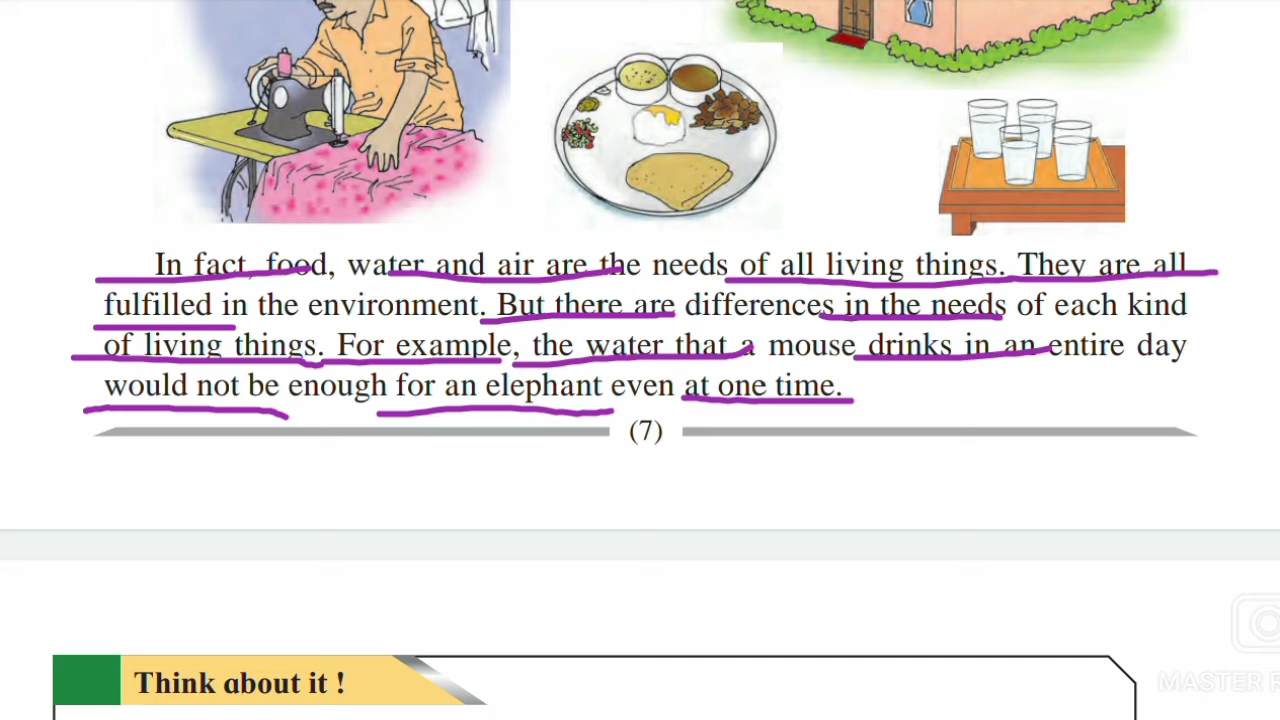 In fact, food, water and air are the needs of all living things. They are all
fulfilled in the environment. But there are differences in the needs of each kind
of living things. For example, the water that a mouse drinks in an entire day
would not be enough for an elephant even at one time.
(7)
Think about it !
MASTER R